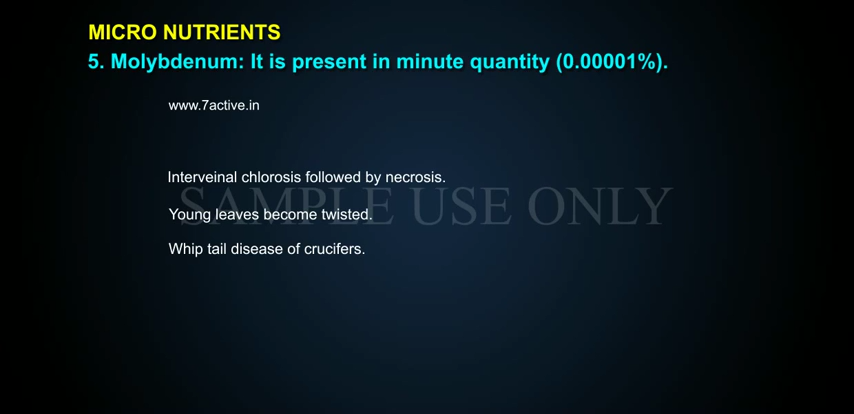 MICRO NUTRIENTS
5. Molybdenum: It is present in minute quantity (0.00001%).
www.7active.in
Interveinal chlorosis followed by necrosis.
SAMPLE USE ONLY
Young leaves become twisted.
Whip tail disease of crucifers.